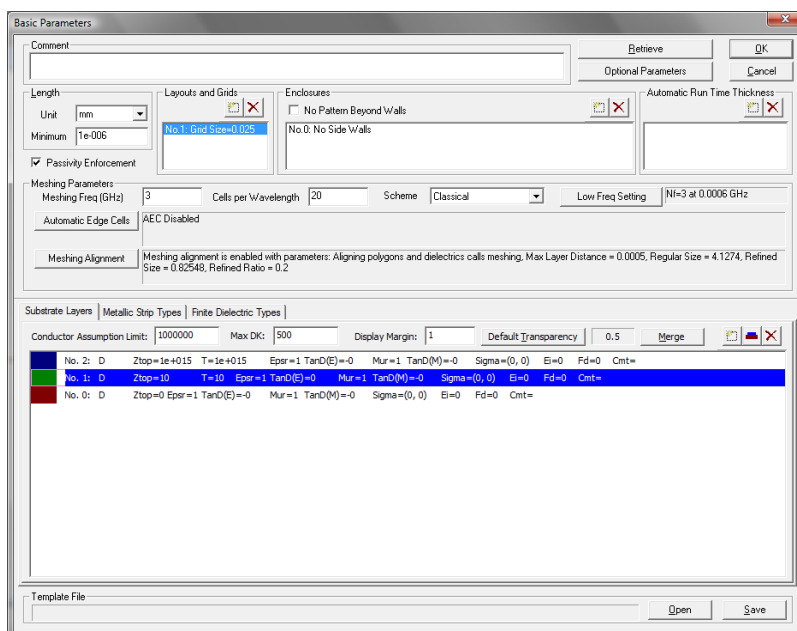 Basic Parameters
Comment
Retrieve
OK
Optional Parameters
Cancel
Length
Unit mm
Minimum 1e-006
Layouts and Grids
No.1: Grid Size=0.025
Enclosures
No Pattern Beyond Walls
No.0: No Side Walls
Automatic Run Time Thickness
Passivity Enforcement
Meshing Parameters
Meshing Freq (GHz) 3 Cells per Wavelength 20 Scheme Classical Low Freq Setting Nf=3 at 0.0006 GHz
Automatic Edge Cells AEC Disabled
Meshing Alignment Meshing alignment is enabled with parameters: Aligning polygons and dielectrics calls meshing, Max Layer Distance = 0.0005, Regular Size = 4.1274, Refined
Size = 0.82548, Refined Ratio = 0.2
Substrate Layers Metallic Strip Types Finite Dielectric Types
Conductor Assumption Limit: 1000000 Max DK: 500 Display Margin: 1 Default Transparency 0.5 Merge
No. 2: D Ztop=1e+015 T=1e+015 Epsr=1 TanD(E)=-0 Mur=1 TanD(M)=-0 Sigma=(0, 0) Ei=0 Fd=0 Cmt=
No. 1: D Ztop=10 T=10 Epsr=1 TanD(E)=0 Mur=1 TanD(M)=-0 Sigma=(0, 0) Ei=0 Fd=0 Cmt=
No. 0: D Ztop=0 Epsr=1 TanD(E)=-0 Mur=1 TanD(M)=-0 Sigma=(0, 0) Ei=0 Fd=0 Cmt=
Template File
Open
Save